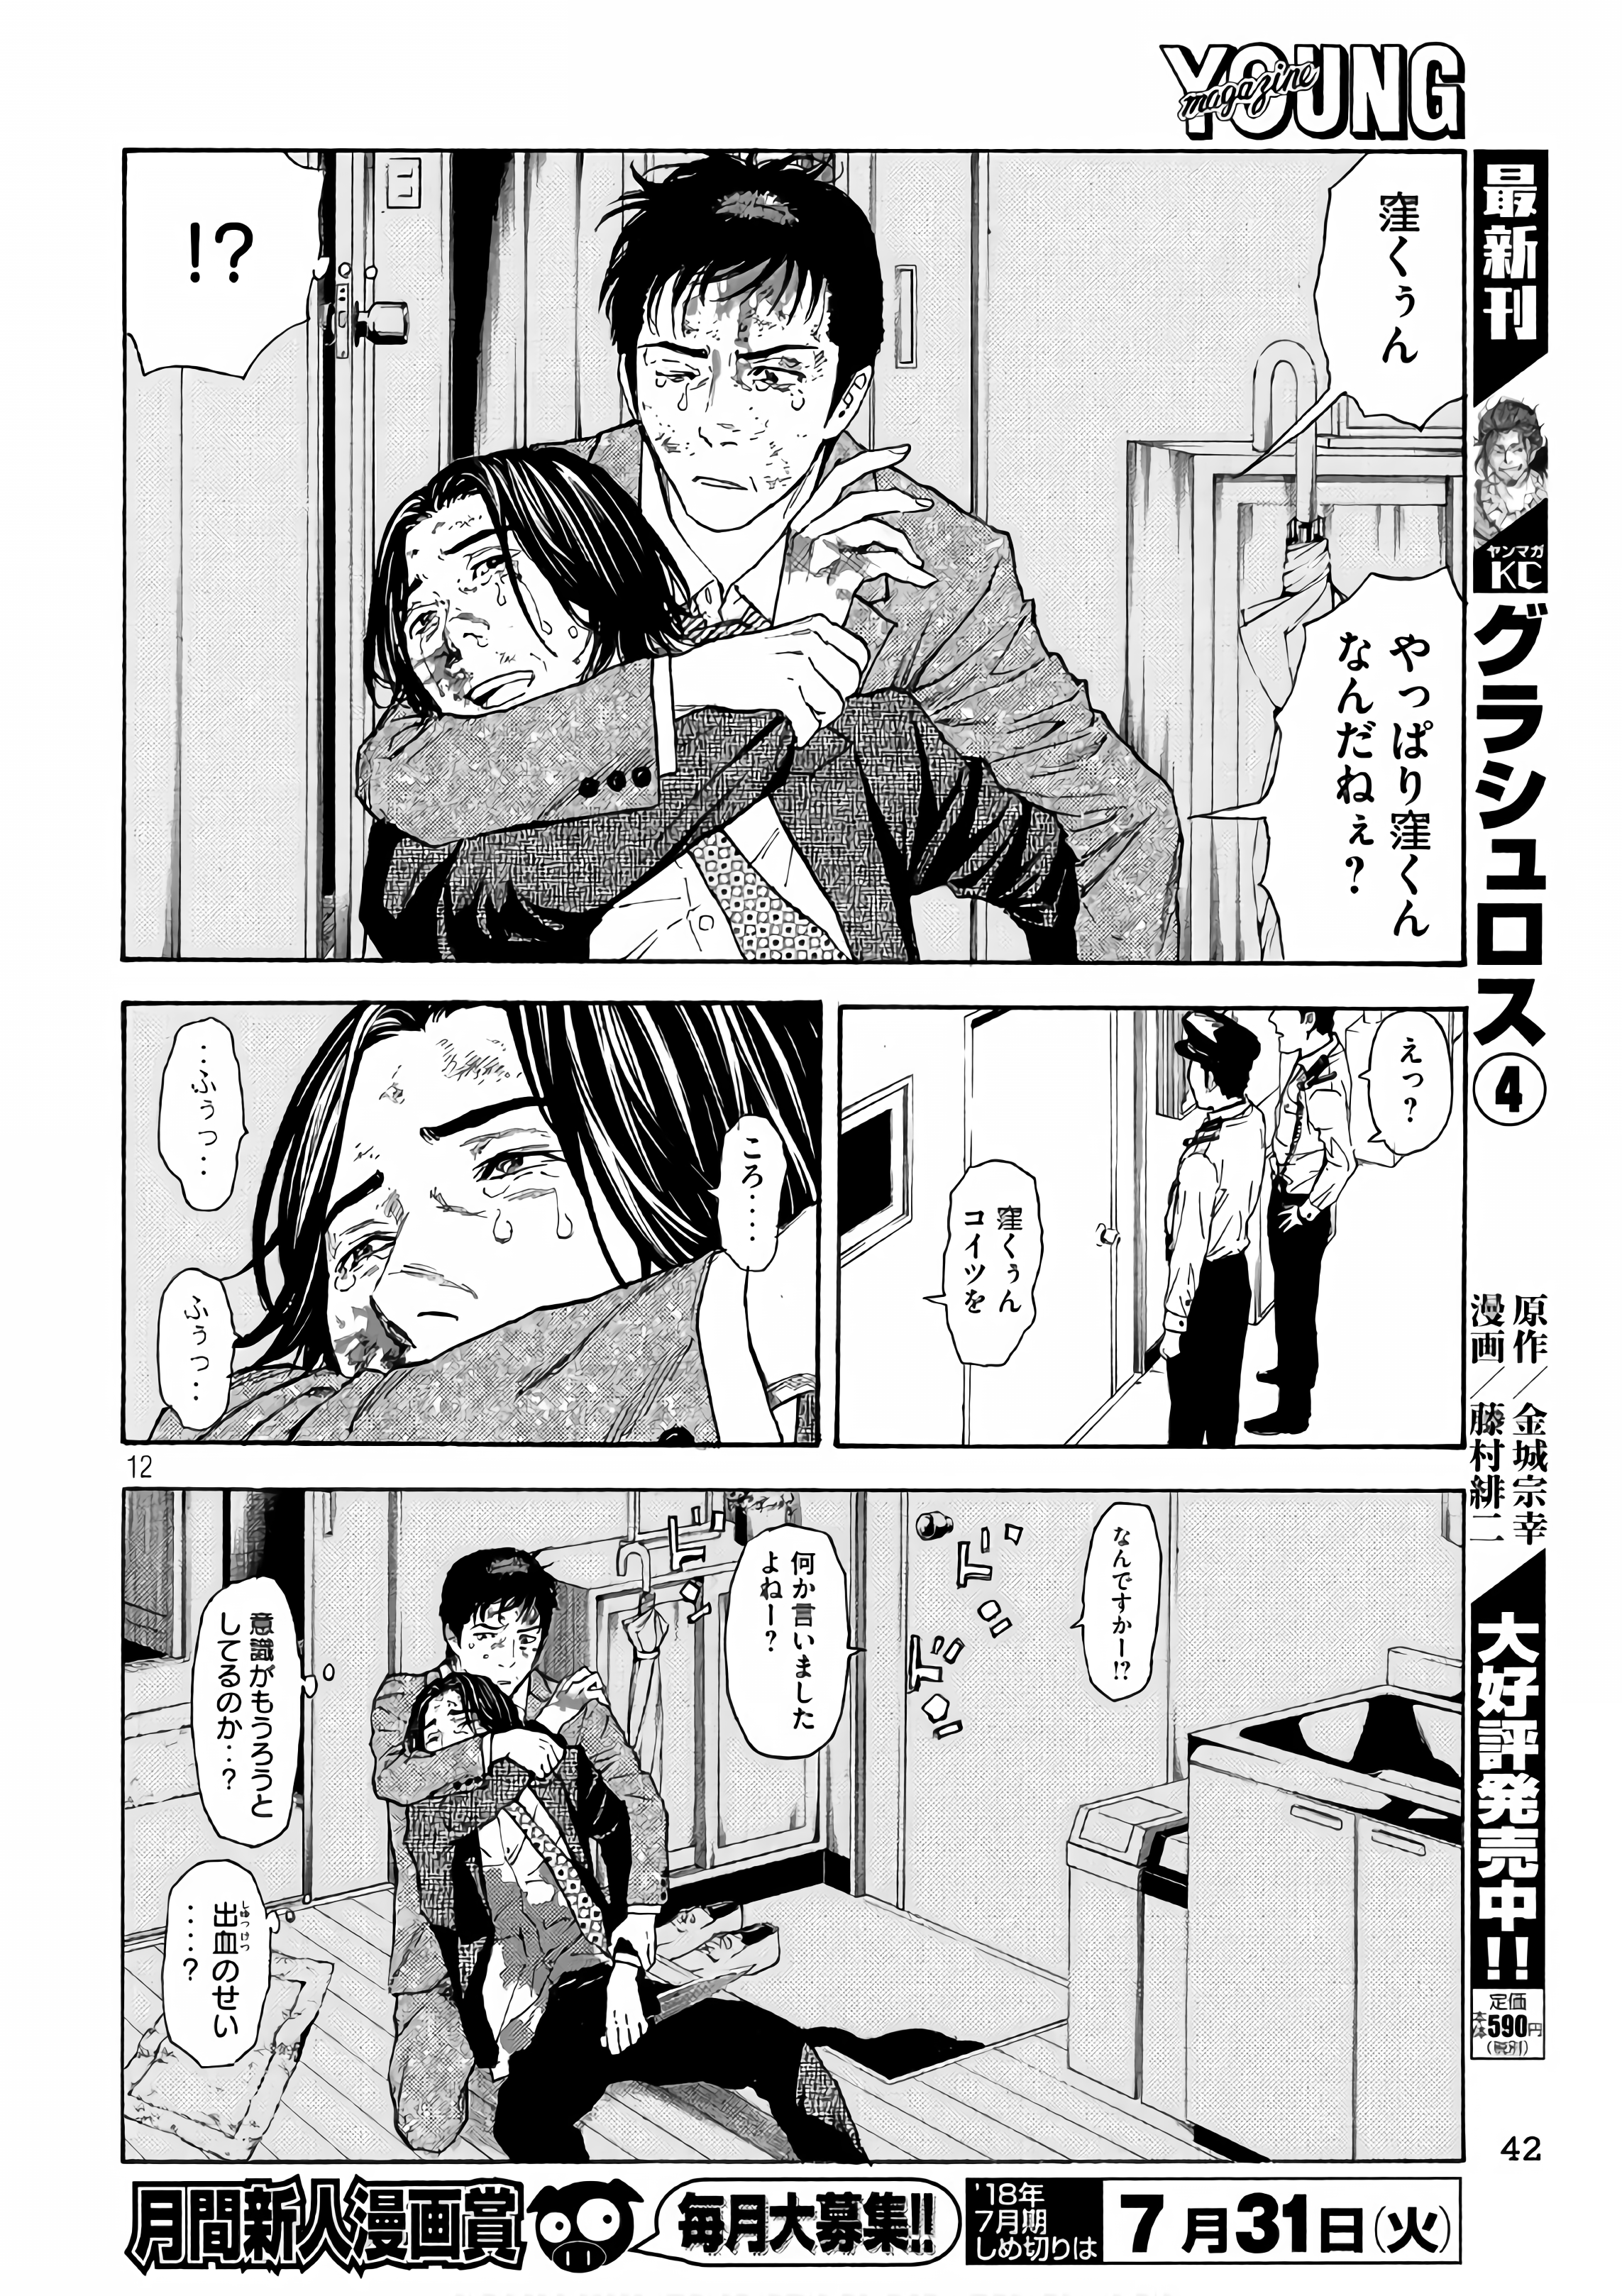 YOUNG
magazine
窪くぅん
やっぱり窪くん
なんだねぇ?
!?
えっ?
窪くぅん
コイツを
ころ‥‥
‥ふぅっ‥
ふぅっ‥
12
なんですかー!?
ドン
ドン
ドン
何か言いました
よねー?
意識がもうろうと
してるのか‥?
出血のせい
しゅっけつ
‥‥?
最新刊
ヤンマガ
KC
グラシュロス④
原作/金城宗幸
漫画/藤村緋二
大好評発売中!!
定価
本体590円
(税別)
42
月間新人漫画賞
毎月大募集!!
'18年
7月期
しめ切りは
7月31日(火)